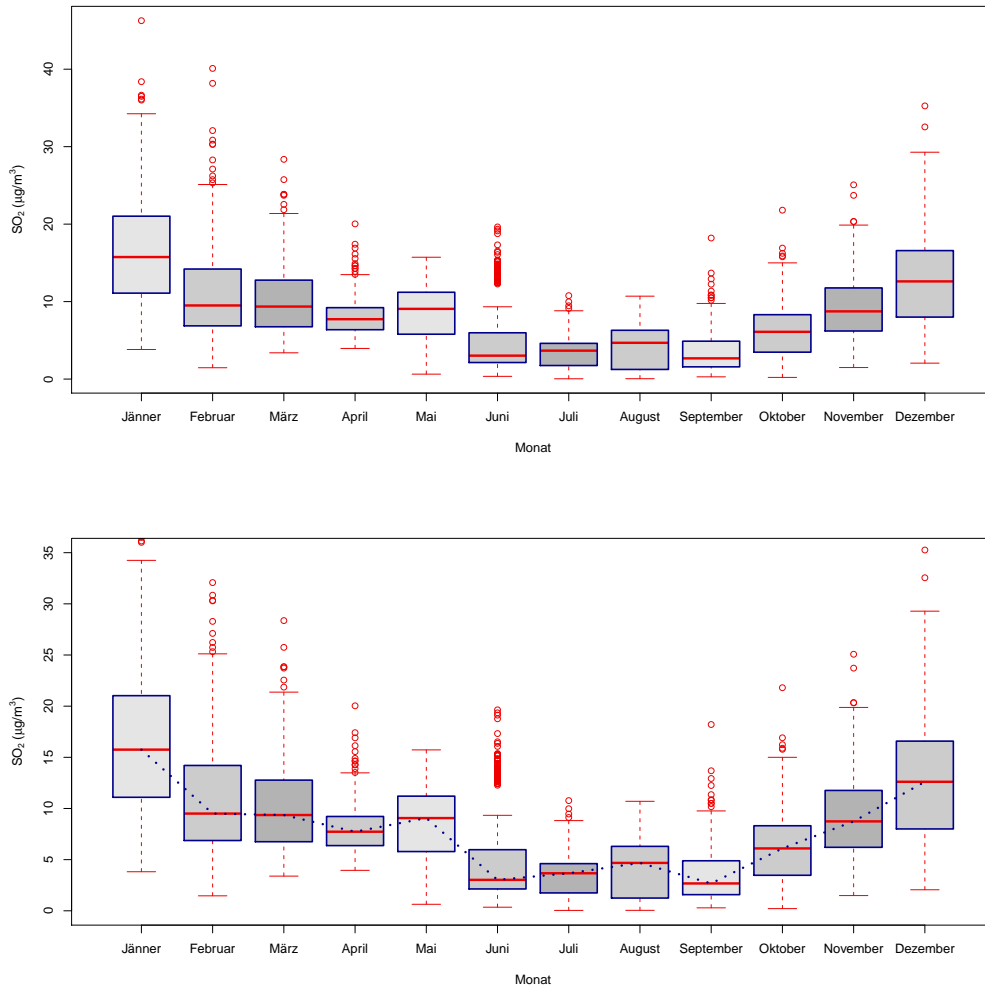 SO₂ (µg/m³)
40
30
20
10
0
Jänner Februar März April Mai Juni Juli August September Oktober November Dezember
Monat
SO₂ (µg/m³)
35
30
25
20
15
10
5
0
Jänner Februar März April Mai Juni Juli August September Oktober November Dezember
Monat